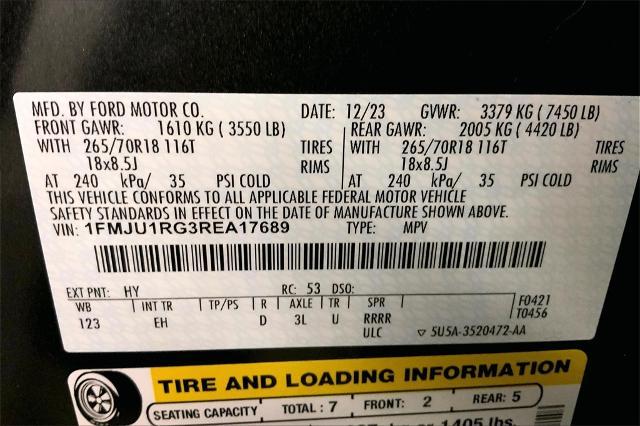 MFD. BY FORD MOTOR CO. DATE: 12/23 GVWR: 3379 KG ( 7450 LB)
FRONT GAWR: 1610 KG ( 3550 LB) REAR GAWR: 2005 KG ( 4420 LB)
WITH 265/70R18 116T TIRES WITH 265/70R18 116T TIRES
18x8.5J RIMS 18x8.5J RIMS
AT 240 kPa/ 35 PSI COLD AT 240 kPa/ 35 PSI COLD
THIS VEHICLE CONFORMS TO ALL APPLICABLE FEDERAL MOTOR VEHICLE
SAFETY STANDARDS IN EFFECT ON THE DATE OF MANUFACTURE SHOWN ABOVE.
VIN: 1FMJU1RG3REA17689 TYPE: MPV
EXT PNT: HY RC: 53 DSO:
WB INT TR TP/PS R AXLE TR SPR F0421
123 EH D 3L U RRRR T0456
ULC ▽ 5U5A-3520472-AA
TIRE AND LOADING INFORMATION
SEATING CAPACITY TOTAL : 7 FRONT: 2 REAR: 5
or 1405 lbs.